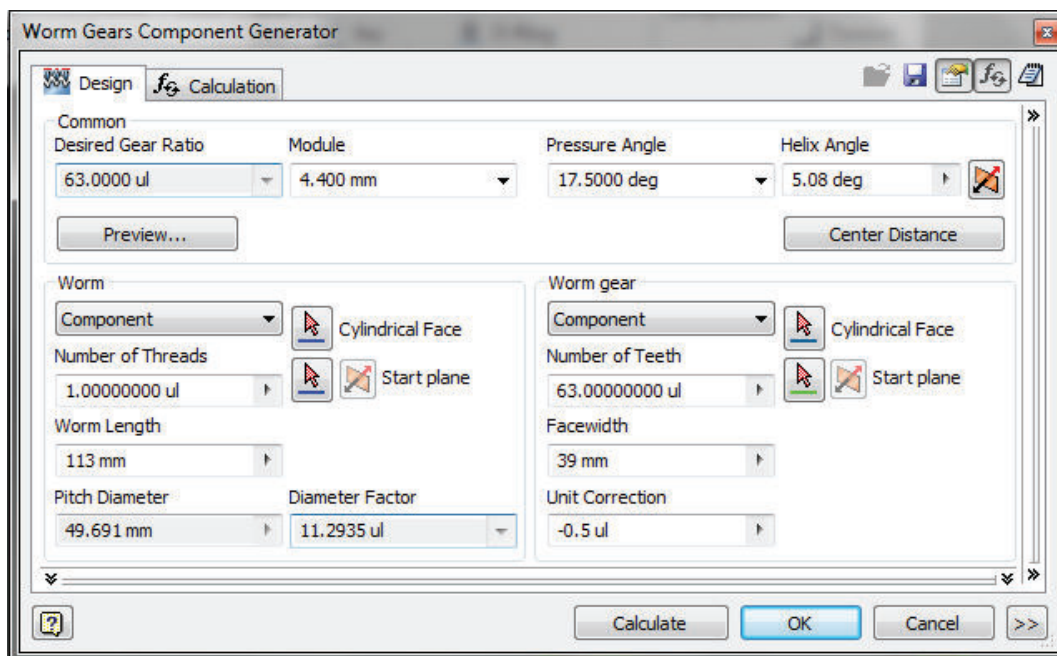 Worm Gears Component Generator
Design Calculation
Common
Desired Gear Ratio Module Pressure Angle Helix Angle
63.0000 ul 4.400 mm 17.5000 deg 5.08 deg
Preview... Center Distance
Worm Worm gear
Component Cylindrical Face Component Cylindrical Face
Number of Threads Number of Teeth
1.00000000 ul Start plane 63.00000000 ul Start plane
Worm Length Facewidth
113 mm 39 mm
Pitch Diameter Diameter Factor Unit Correction
49.691 mm 11.2935 ul -0.5 ul
Calculate OK Cancel >>